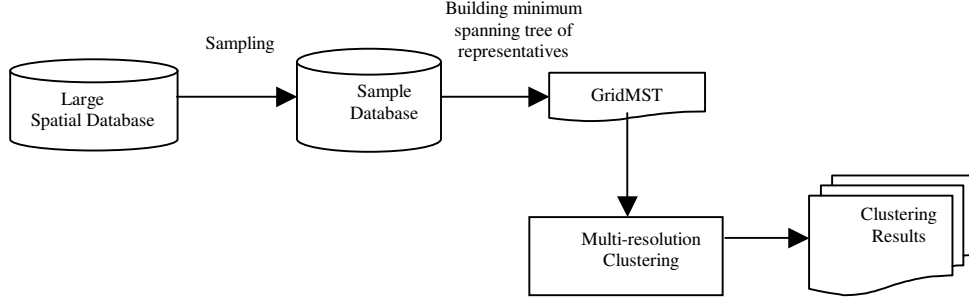 Building minimum
spanning tree of
representatives
Sampling
Large
Spatial Database
Sample
Database
GridMST
Multi-resolution
Clustering
Clustering
Results